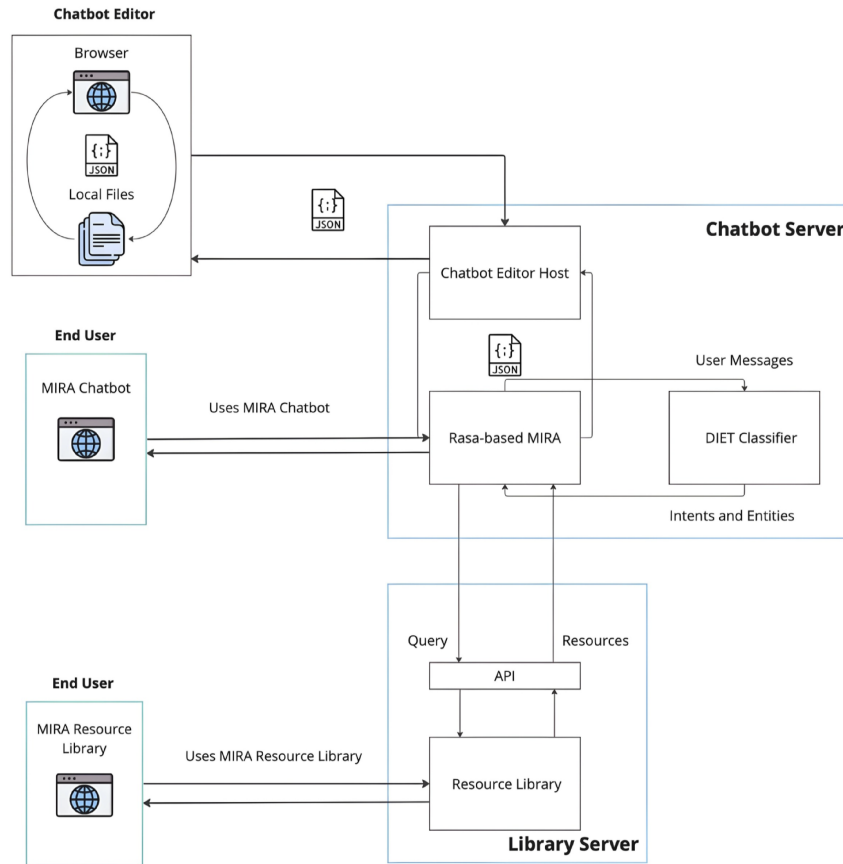 Chatbot Editor
Browser
{;}
JSON
Local Files
{;}
JSON
Chatbot Server
Chatbot Editor Host
{;}
JSON
End User
MIRA Chatbot
Uses MIRA Chatbot
User Messages
Rasa-based MIRA
DIET Classifier
Intents and Entities
Query
Resources
API
End User
MIRA Resource
Library
Uses MIRA Resource Library
Resource Library
Library Server